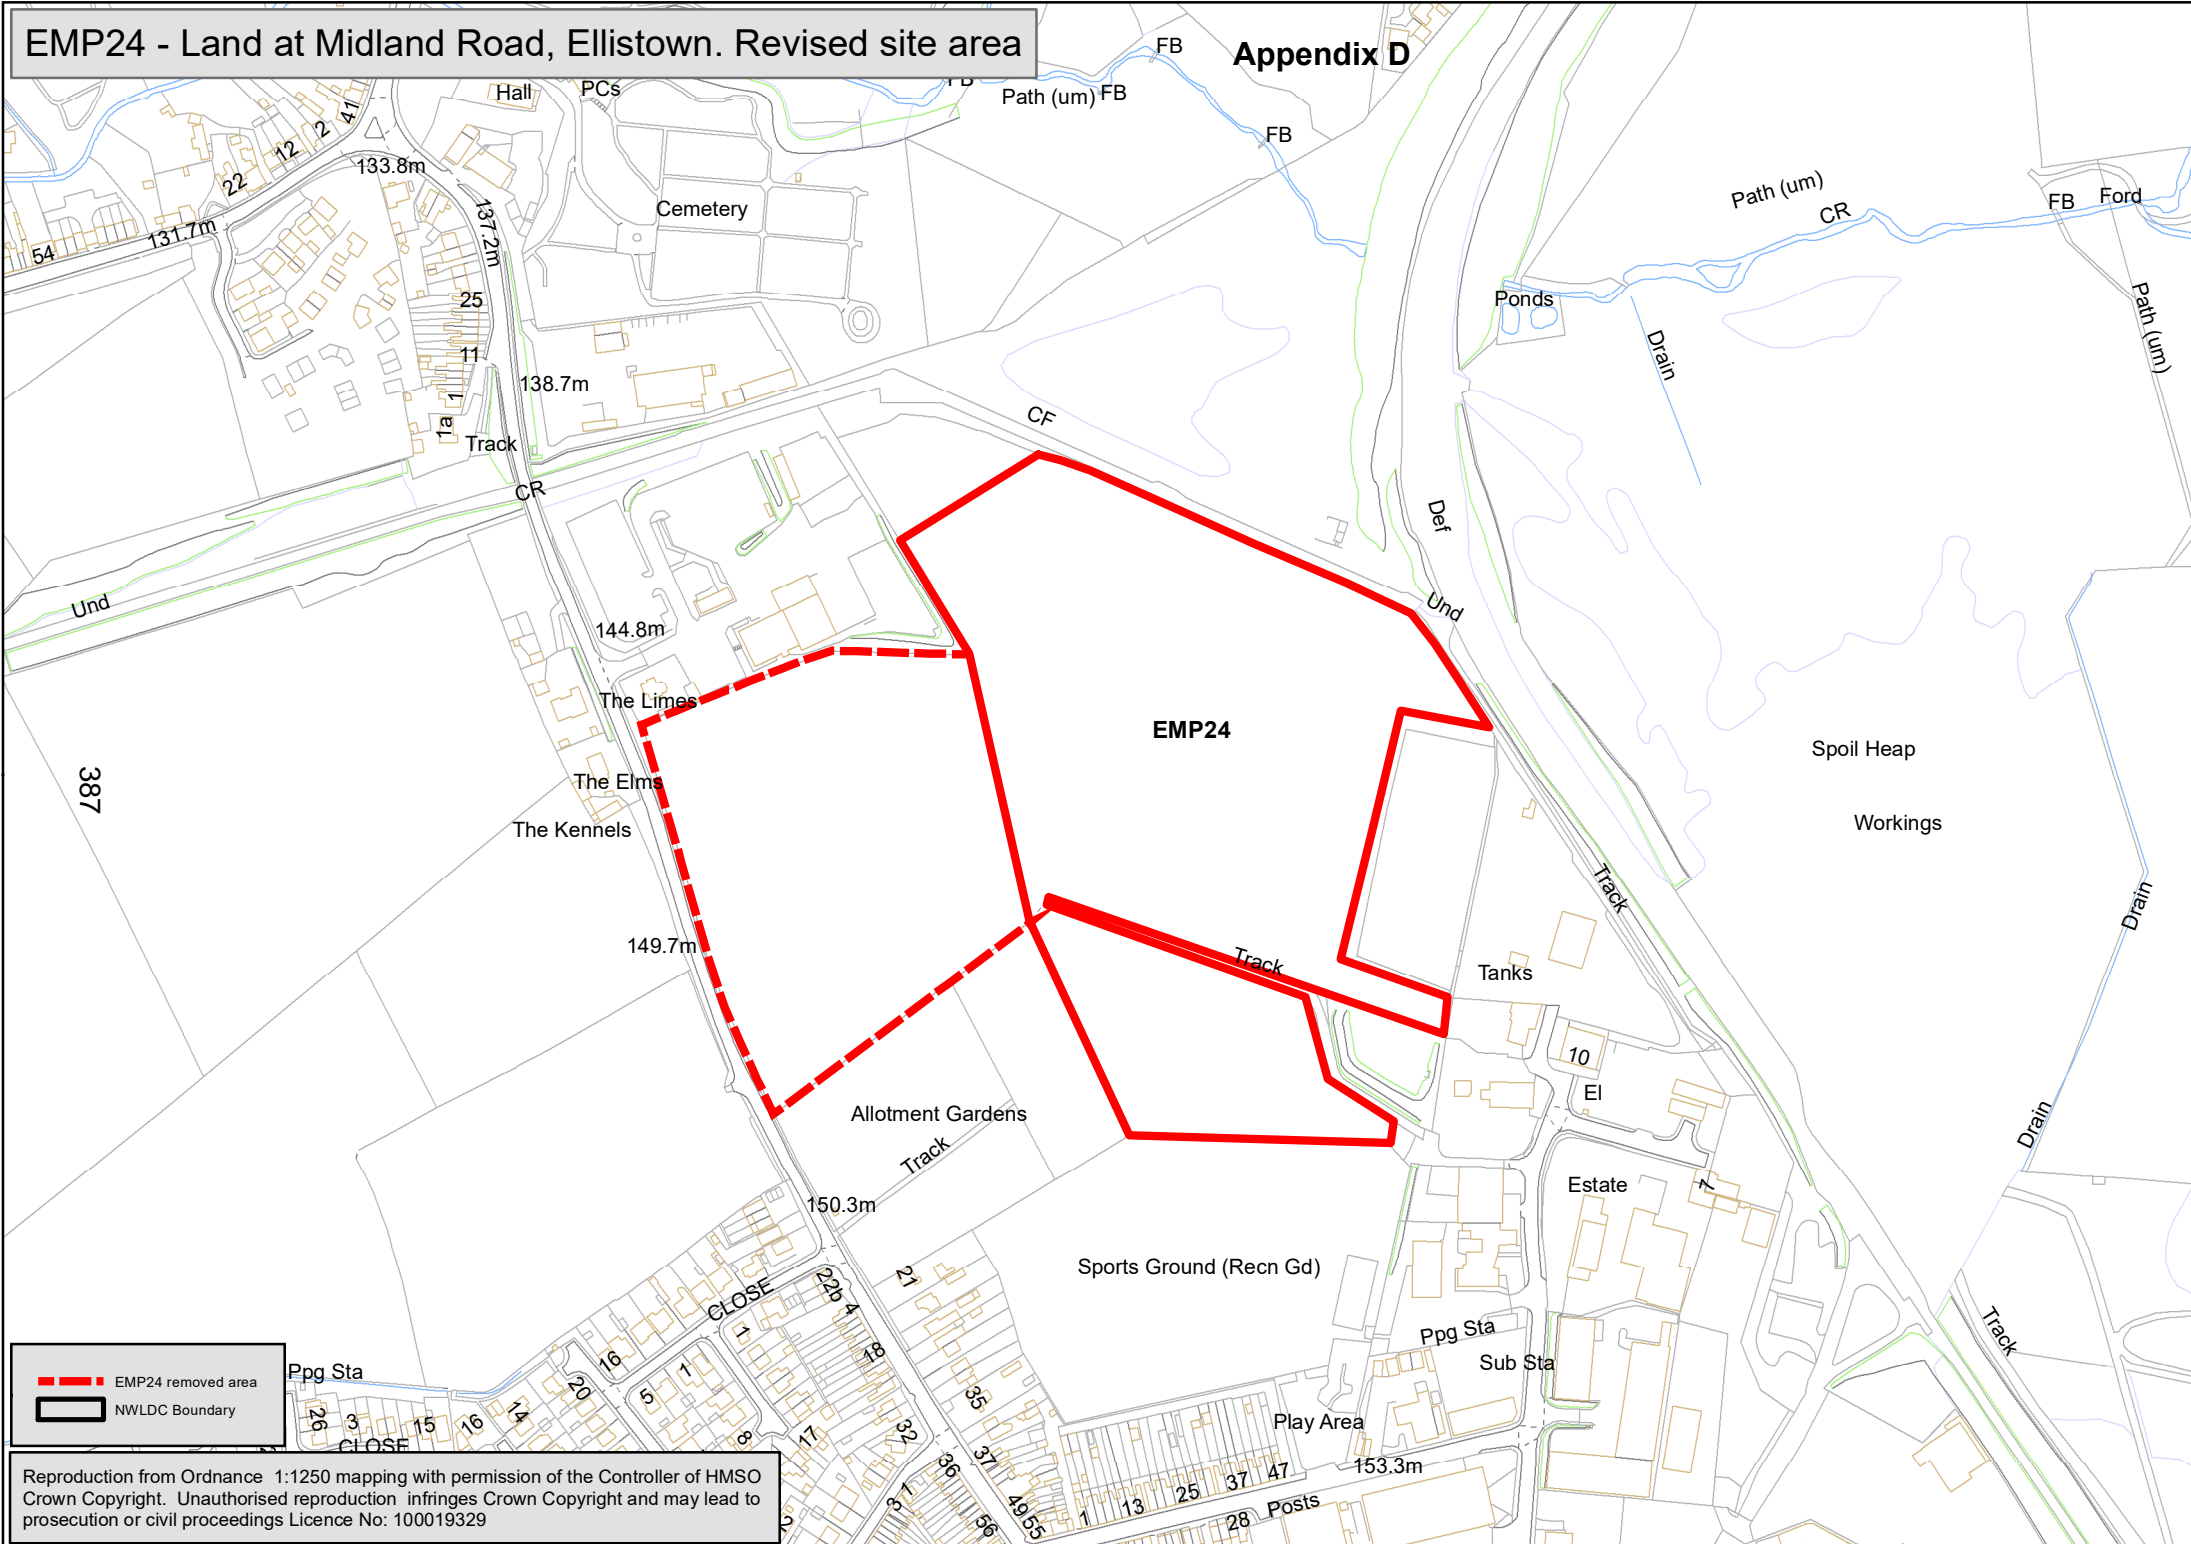 EMP24 - Land at Midland Road, Ellistown. Revised site area
Appendix D
FB
Hall
PCs
FB
Path (um)
FB
41
2
12
22
133.8m
FB
Cemetery
Path (um)
CR
FB
Ford
54
131.7m
137.2m
25
11
1
1a
138.7m
Track
CR
CF
Ponds
Drain
Path (um)
Def
Und
Und
144.8m
The Limes
The Elms
The Kennels
387
EMP24
Spoil Heap
Workings
Track
Drain
149.7m
Track
Tanks
10
El
Drain
Allotment Gardens
Track
150.3m
Estate
7
Sports Ground (Recn Gd)
21
CLOSE
22b
4
1
18
Ppg Sta
Sub Sta
Track
Ppg Sta
16
20
5
1
35
26
3
15
16
14
CLOSE
8
17
32
Play Area
37
36
153.3m
EMP24 removed area
NWLDC Boundary
31
49
55
56
1
13
25
37
47
28
Posts
Reproduction from Ordnance 1:1250 mapping with permission of the Controller of HMSO
Crown Copyright. Unauthorised reproduction infringes Crown Copyright and may lead to
prosecution or civil proceedings Licence No: 100019329